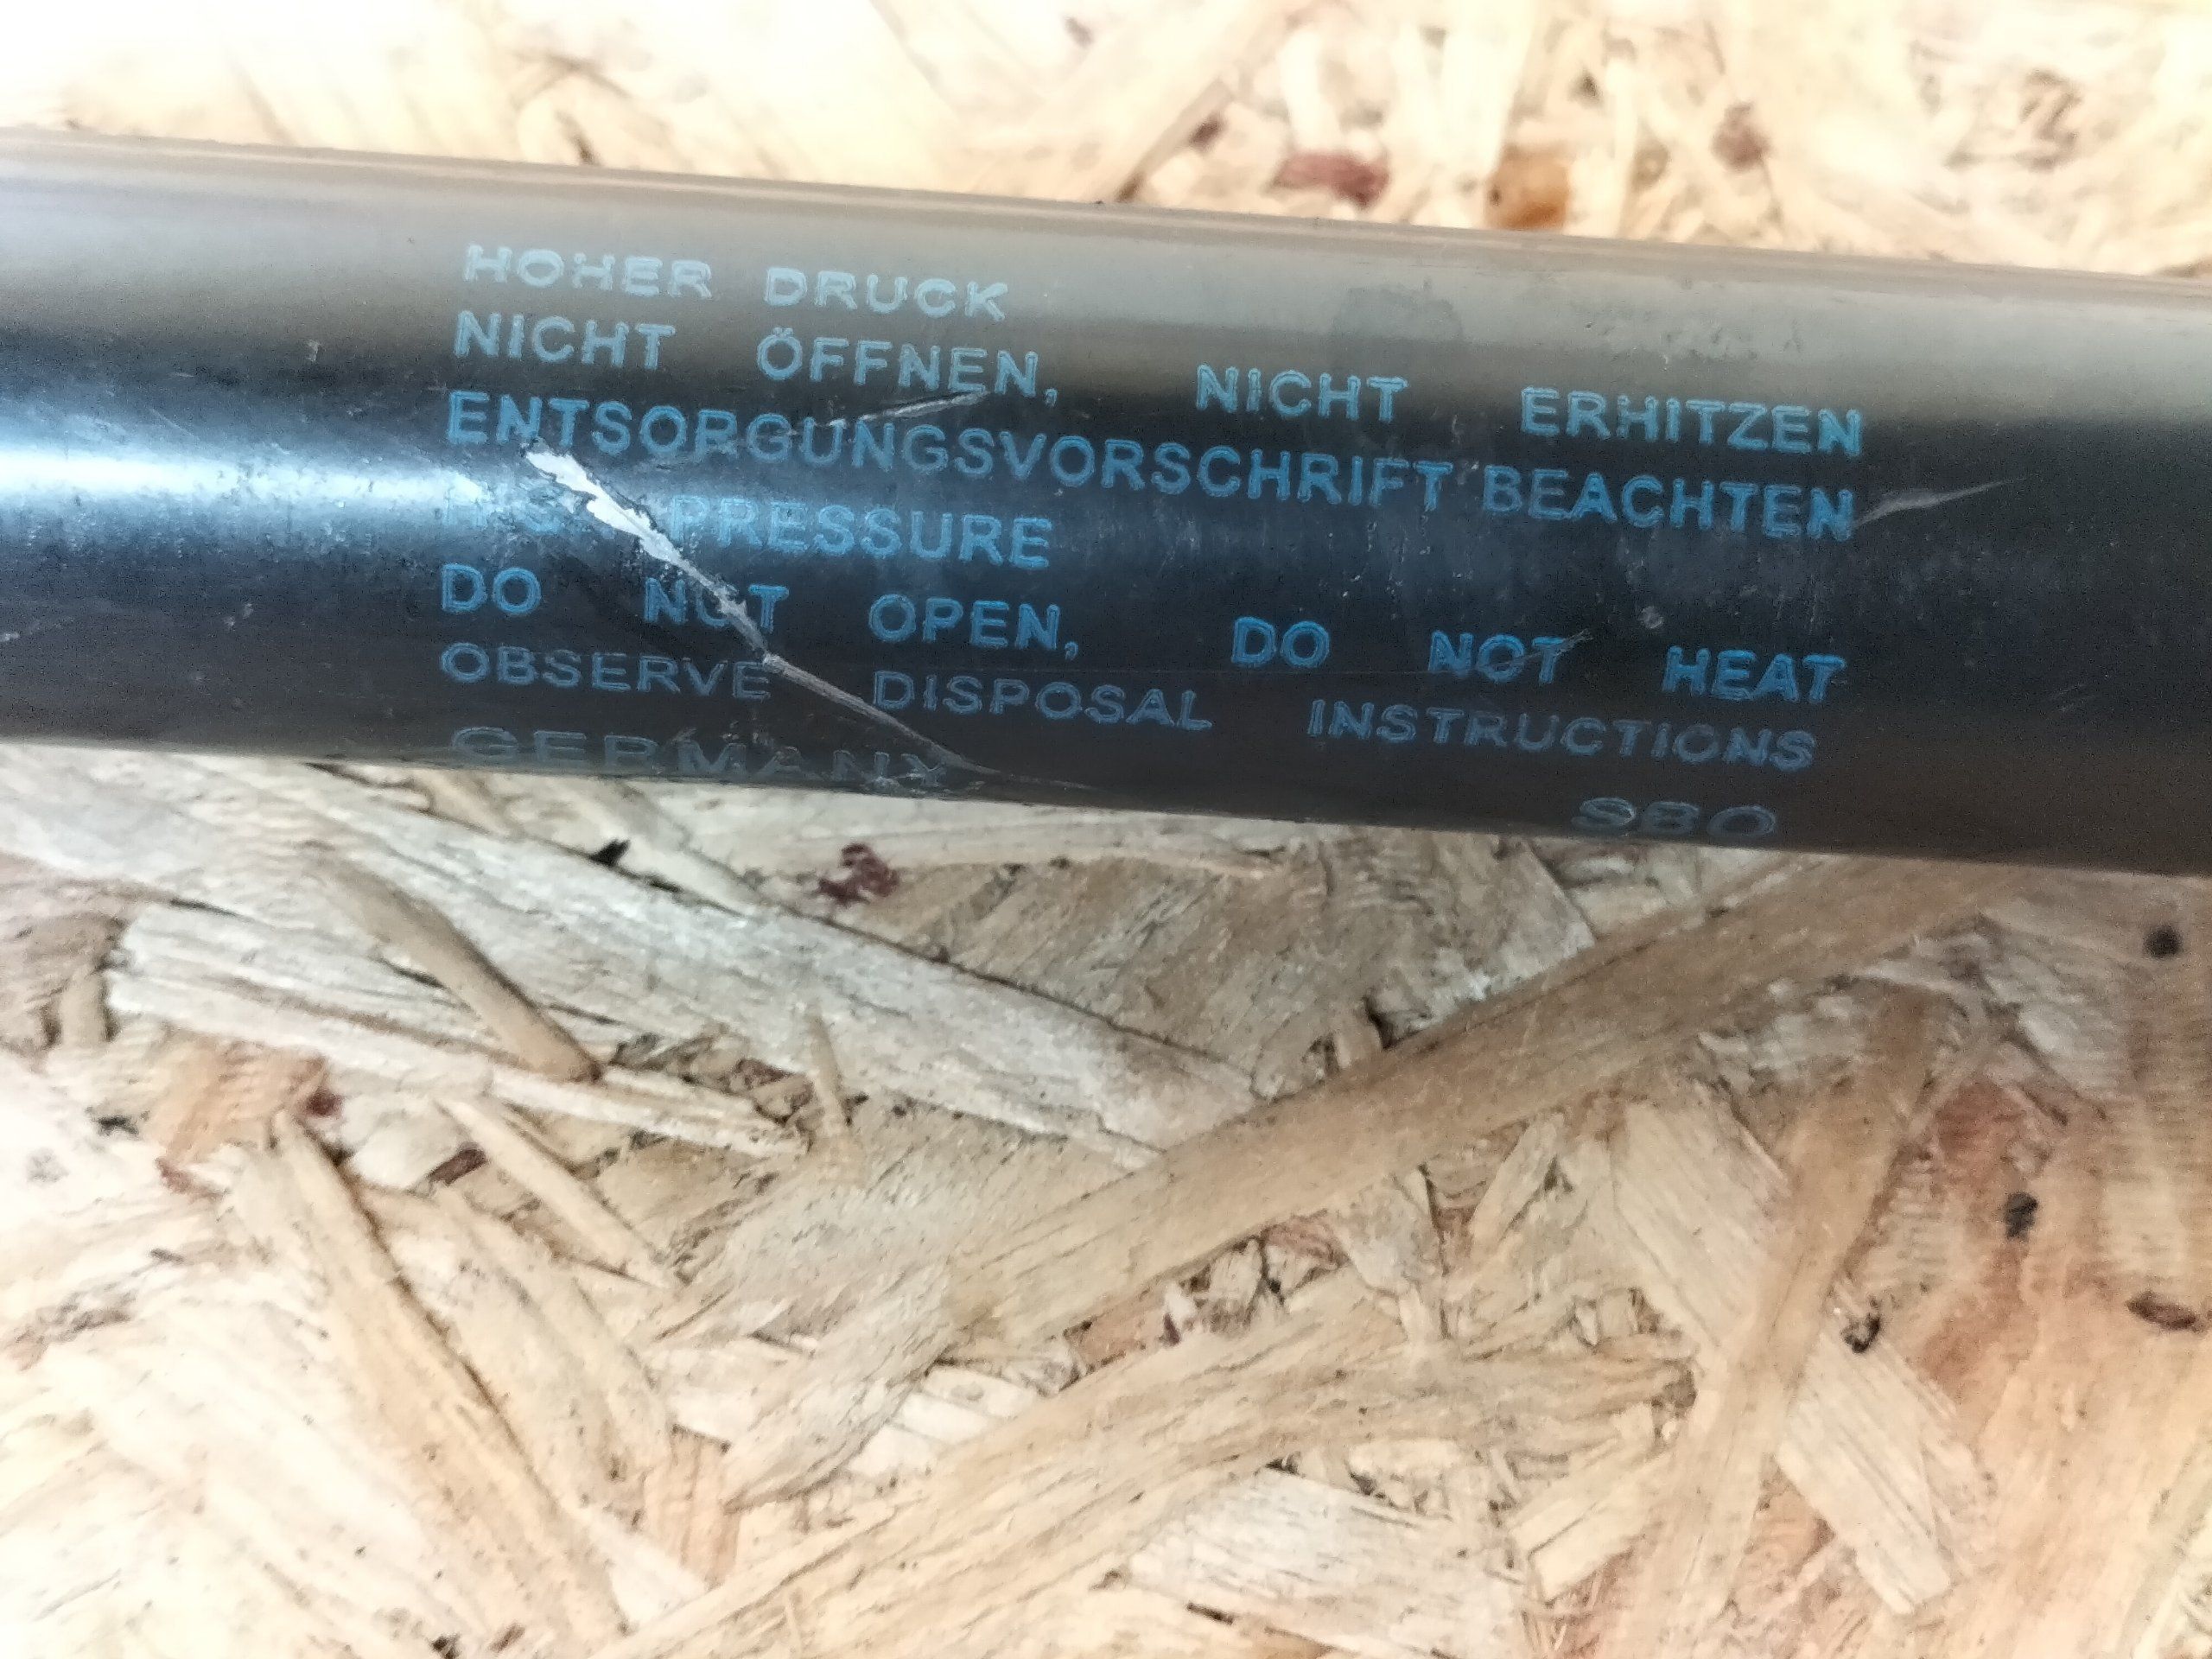 HOHER DRUCK
NICHT ÖFFNEN, NICHT ERHITZEN
ENTSORGUNGSVORSCHRIFT BEACHTEN
PRESSURE
DO NOT OPEN, DO NOT HEAT
OBSERVE DISPOSAL INSTRUCTIONS
GERMANY